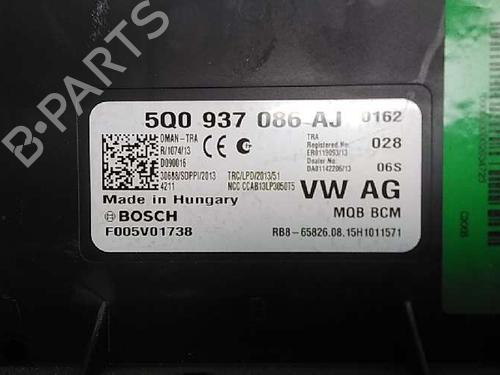 5Q0 937 086 AJ 0162
OMAN-TRA
R/1074/13
D090016
TRA
Registered No:
ER0119093/13
Dealer No:
DA01142206/13
028
06S
30688/SDPPI/2013
4211
TRC/LPD/2013/51
NCC CCAB13LP3050T5
Made in Hungary
VW AG
BOSCH
MQB BCM
F005V01738
RB8-65826.08.15H1011571
B-PARTS